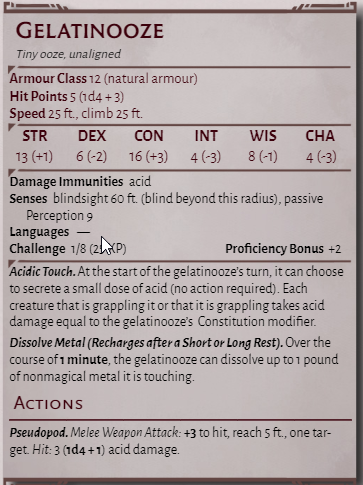 GELATINOOZE
Tiny ooze, unaligned
Armour Class 12 (natural armour)
Hit Points 5 (1d4 + 3)
Speed 25 ft., climb 25 ft.
STR DEX CON INT WIS CHA
13 (+1) 6 (-2) 16 (+3) 4 (-3) 8 (-1) 4 (-3)
Damage Immunities acid
Senses blindsight 60 ft. (blind beyond this radius), passive
Perception 9
Languages —
Challenge 1/8 (2 XP) Proficiency Bonus +2
Acidic Touch. At the start of the gelatinooze's turn, it can choose
to secrete a small dose of acid (no action required). Each
creature that is grappling it or that it is grappling takes acid
damage equal to the gelatinooze's Constitution modifier.
Dissolve Metal (Recharges after a Short or Long Rest). Over the
course of 1 minute, the gelatinooze can dissolve up to 1 pound
of nonmagical metal it is touching.
ACTIONS
Pseudopod. Melee Weapon Attack: +3 to hit, reach 5 ft., one tar-
get. Hit: 3 (1d4 + 1) acid damage.